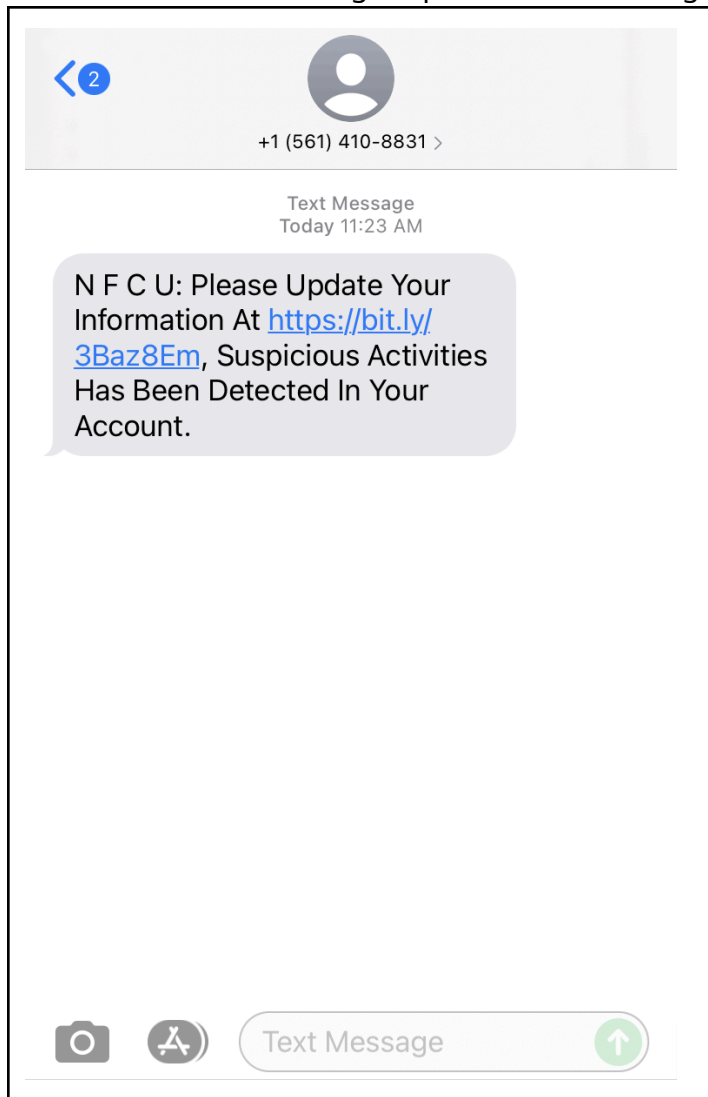 2
+1 (561) 410-8831 >
Text Message
Today 11:23 AM
N F C U: Please Update Your
Information At https://bit.ly/
3Baz8Em, Suspicious Activities
Has Been Detected In Your
Account.
Text Message